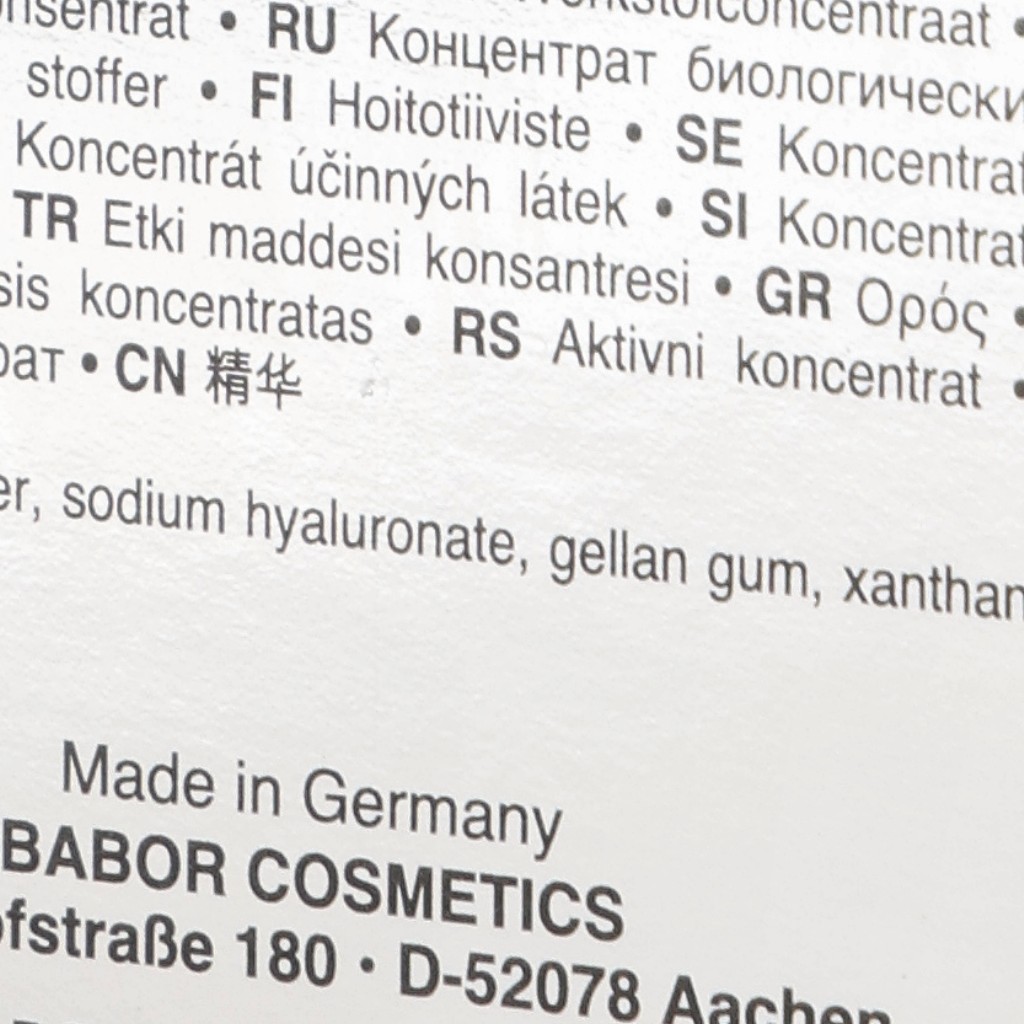 nsentrat • RU Концентрат биологически
stoffer • FI Hoitotiiviste • SE Koncentrat
Koncentrát účinných látek • SI Koncentrat
TR Etki maddesi konsantresi • GR Ορός •
sis koncentratas • RS Aktivni koncentrat •
рат • CN 精华
er, sodium hyaluronate, gellan gum, xanthan
Made in Germany
BABOR COSMETICS
ofstraße 180 · D-52078 Aachen